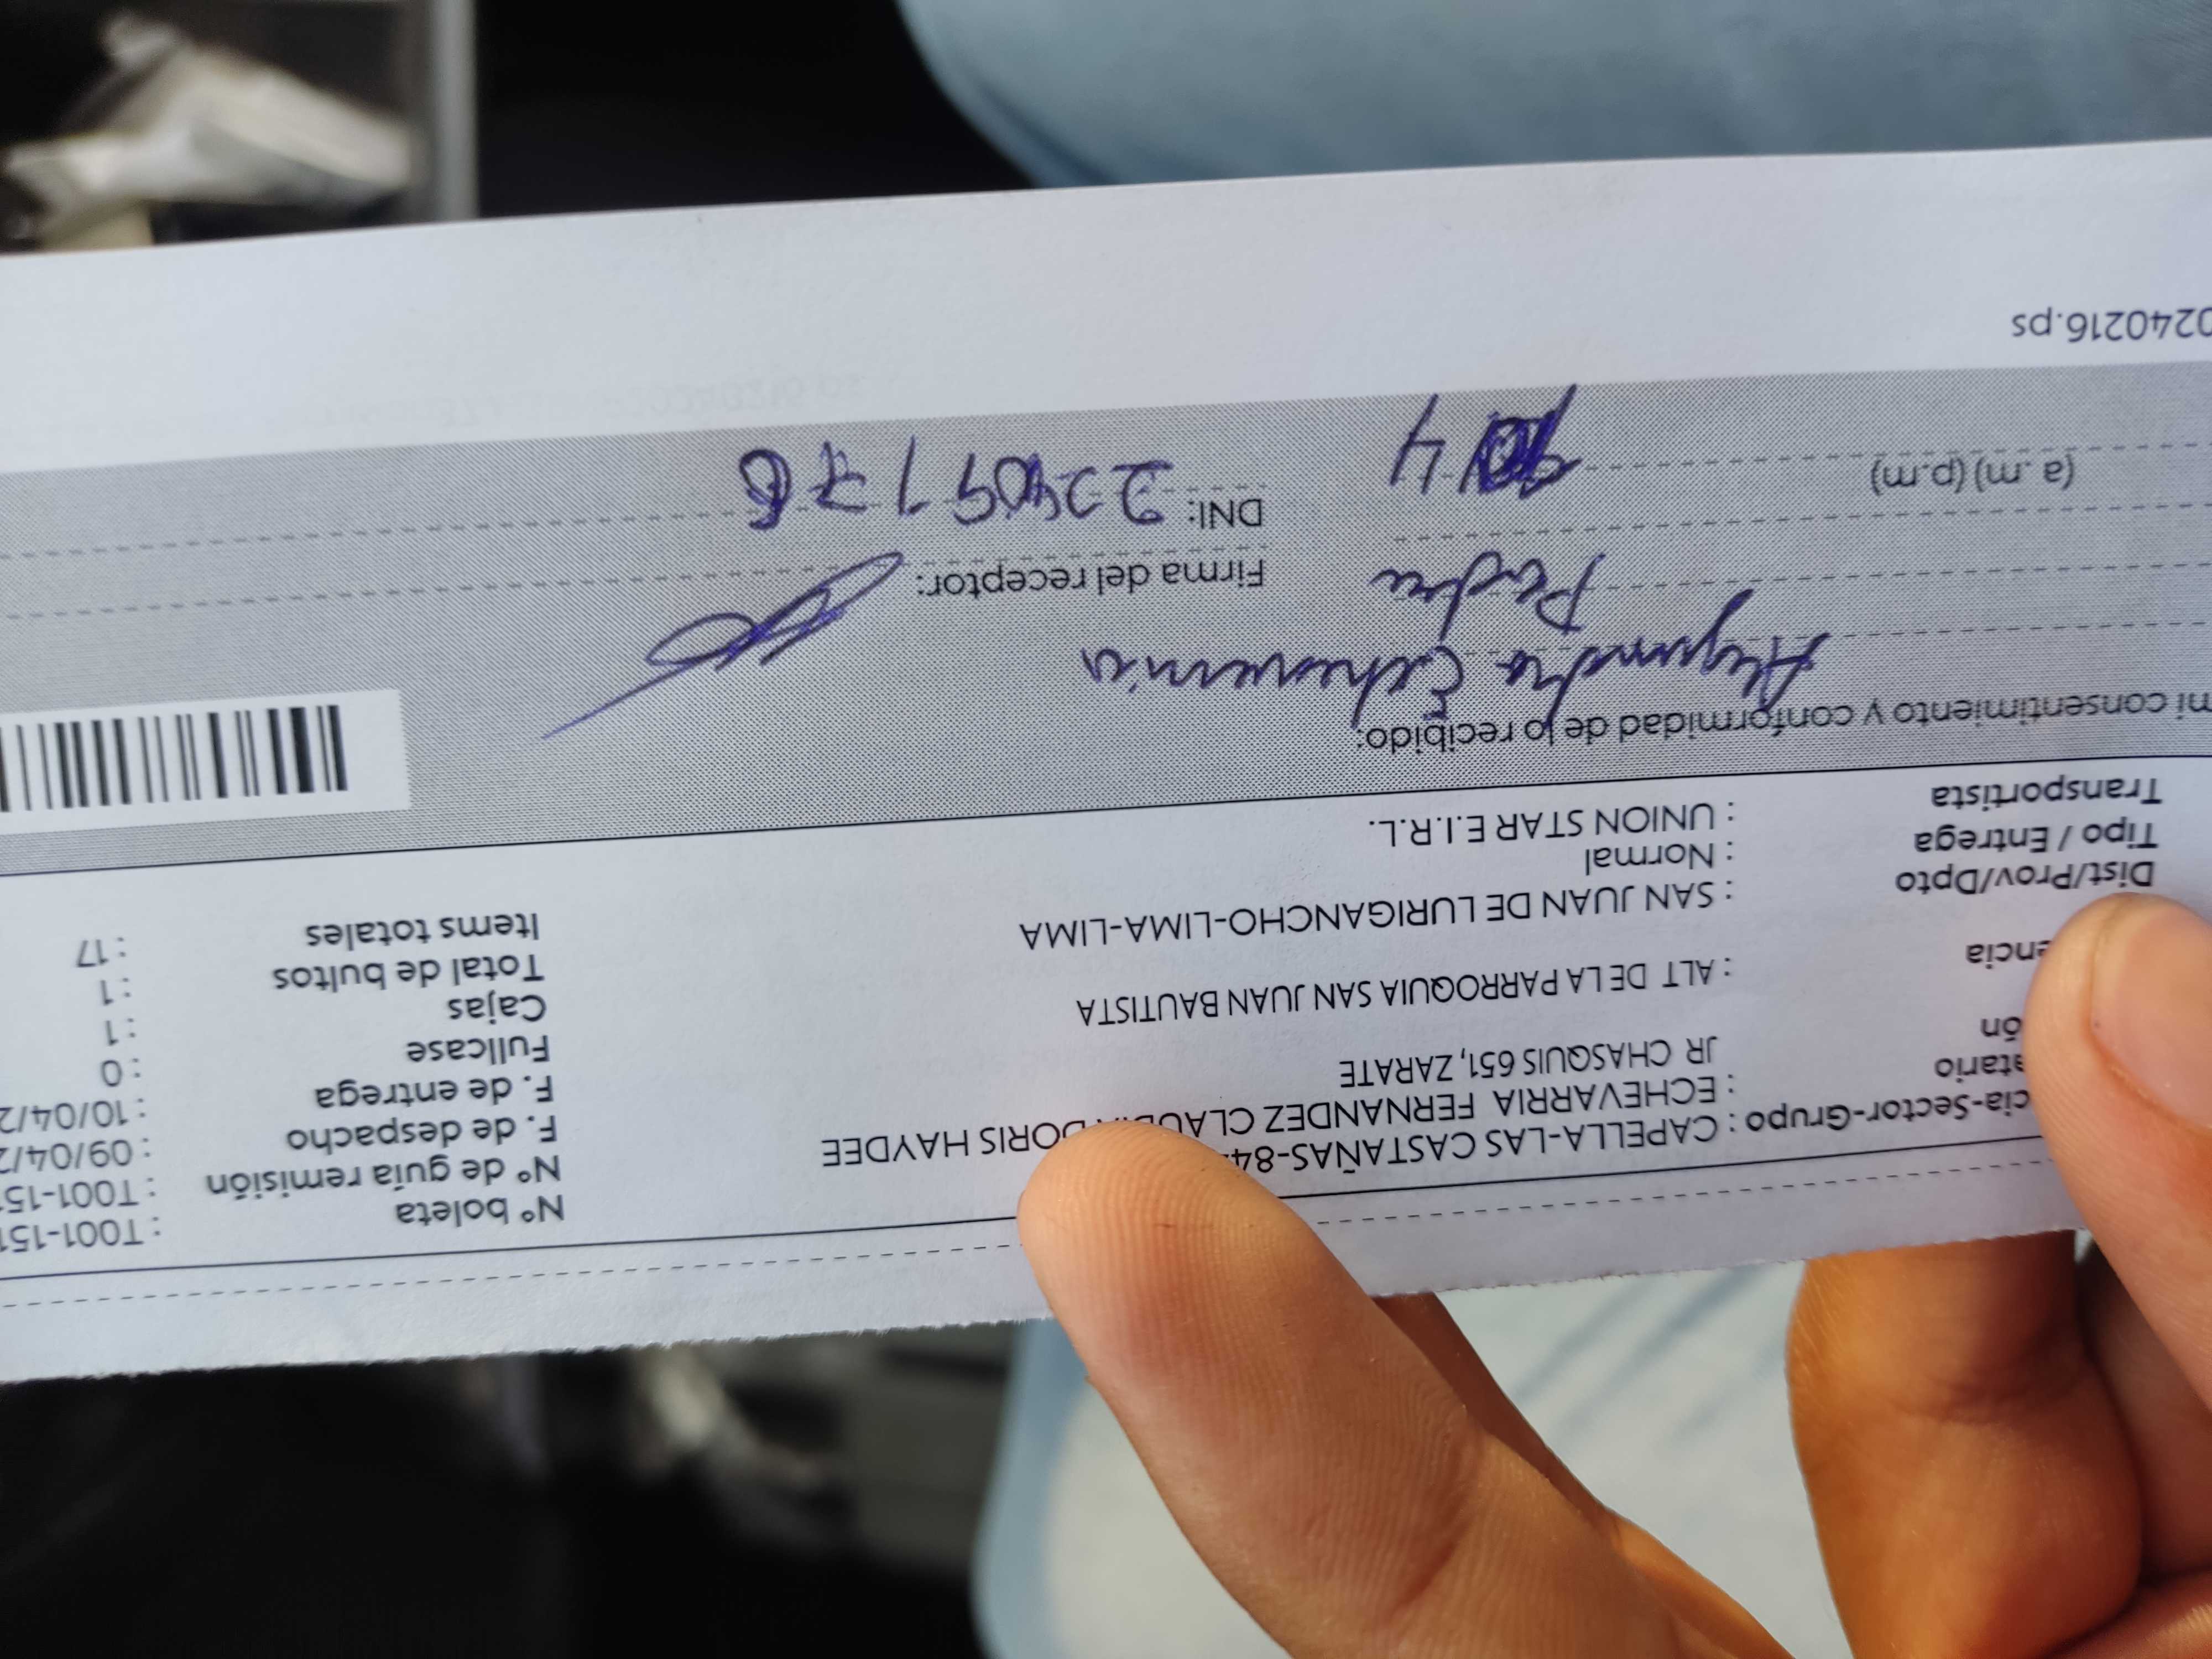 Nº boleta : T001-151
Nº de guía remisión : T001-15
cia-Sector-Grupo : CAPELLA-LAS CASTAÑAS-84
F. de despacho : 09/04/2
atario : ECHEVARRIA FERNANDEZ CLAUDIA DORIS HAYDEE
F. de entrega : 10/04/2
ón JR CHASQUIS 651, ZARATE
Fullcase : 0
Cajas : 1
encia : ALT DE LA PARROQUIA SAN JUAN BAUTISTA
Total de bultos : 1
Dist/Prov/Dpto : SAN JUAN DE LURIGANCHO-LIMA-LIMA
Items totales : 17
Tipo / Entrega : Normal
Transportista : UNION STAR E.I.R.L.
mi consentimiento y conformidad de lo recibido:
Alejandro Echevarria
Padre
Firma del receptor:
(a .m) (p.m)
DNI:
0240216.ps